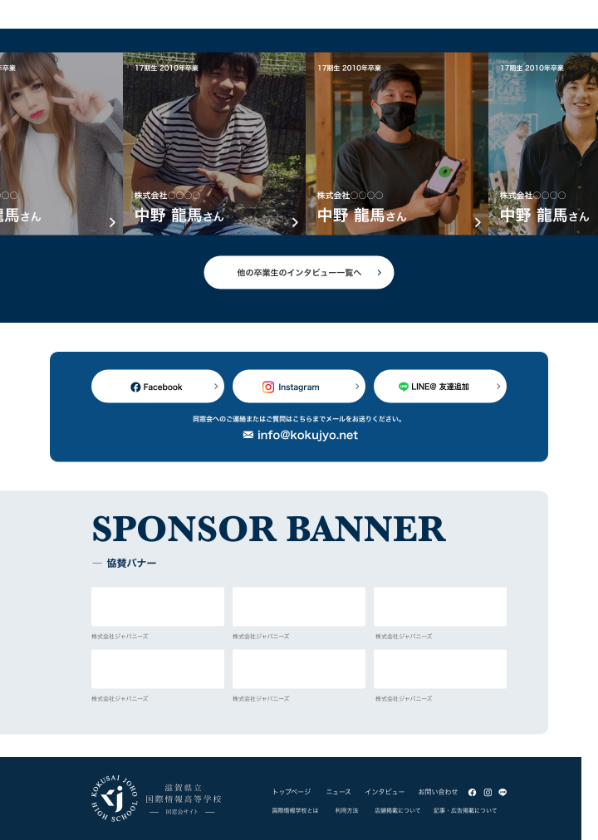 年卒業
17期生 2010年卒業
17期生 2010年卒業
17期生 2010年卒業
〇〇
株式会社〇〇〇〇
株式会社〇〇〇〇
株式会社〇〇〇〇
龍馬さん
中野 龍馬さん
中野 龍馬さん
中野 龍馬さん
他の卒業生のインタビュー一覧へ
Facebook
Instagram
LINE@ 友達追加
同窓会へのご連絡またはご質問はこちらまでメールをお送りください。
info@kokujyo.net
SPONSOR BANNER
— 協賛バナー
株式会社ジャパニーズ
株式会社ジャパニーズ
株式会社ジャパニーズ
株式会社ジャパニーズ
株式会社ジャパニーズ
株式会社ジャパニーズ
KOKUSAI JOHO
HIGH SCHOOL
滋賀県立
国際情報高等学校
— 同窓会サイト —
トップページ
ニュース
インタビュー
お問い合わせ
国際情報学校とは
利用方法
店舗掲載について
記事・広告掲載について